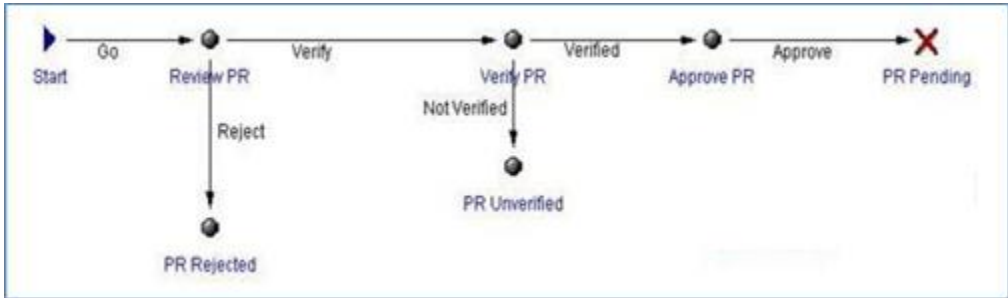 Go
Verify
Verified
Approve
Start
Review PR
Verify PR
Approve PR
PR Pending
Not Verified
Reject
PR Unverified
PR Rejected